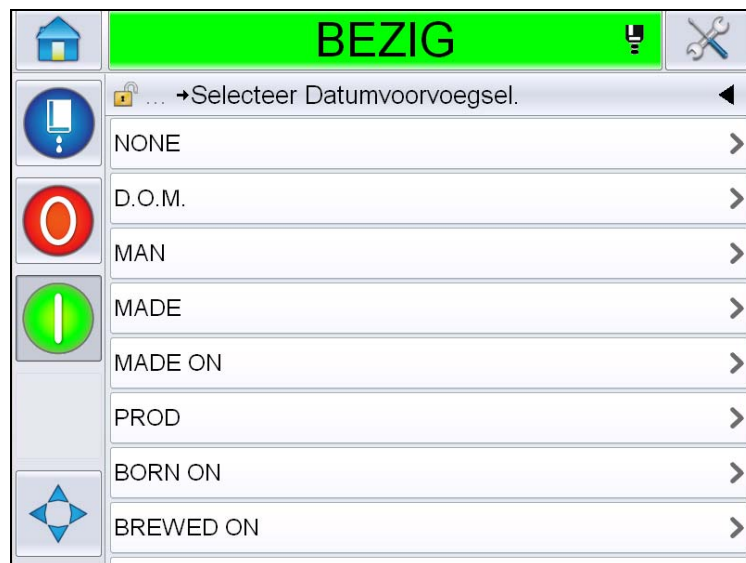 BEZIG
... →Selecteer Datumvoorvoegsel.
NONE
D.O.M.
MAN
MADE
MADE ON
PROD
BORN ON
BREWED ON